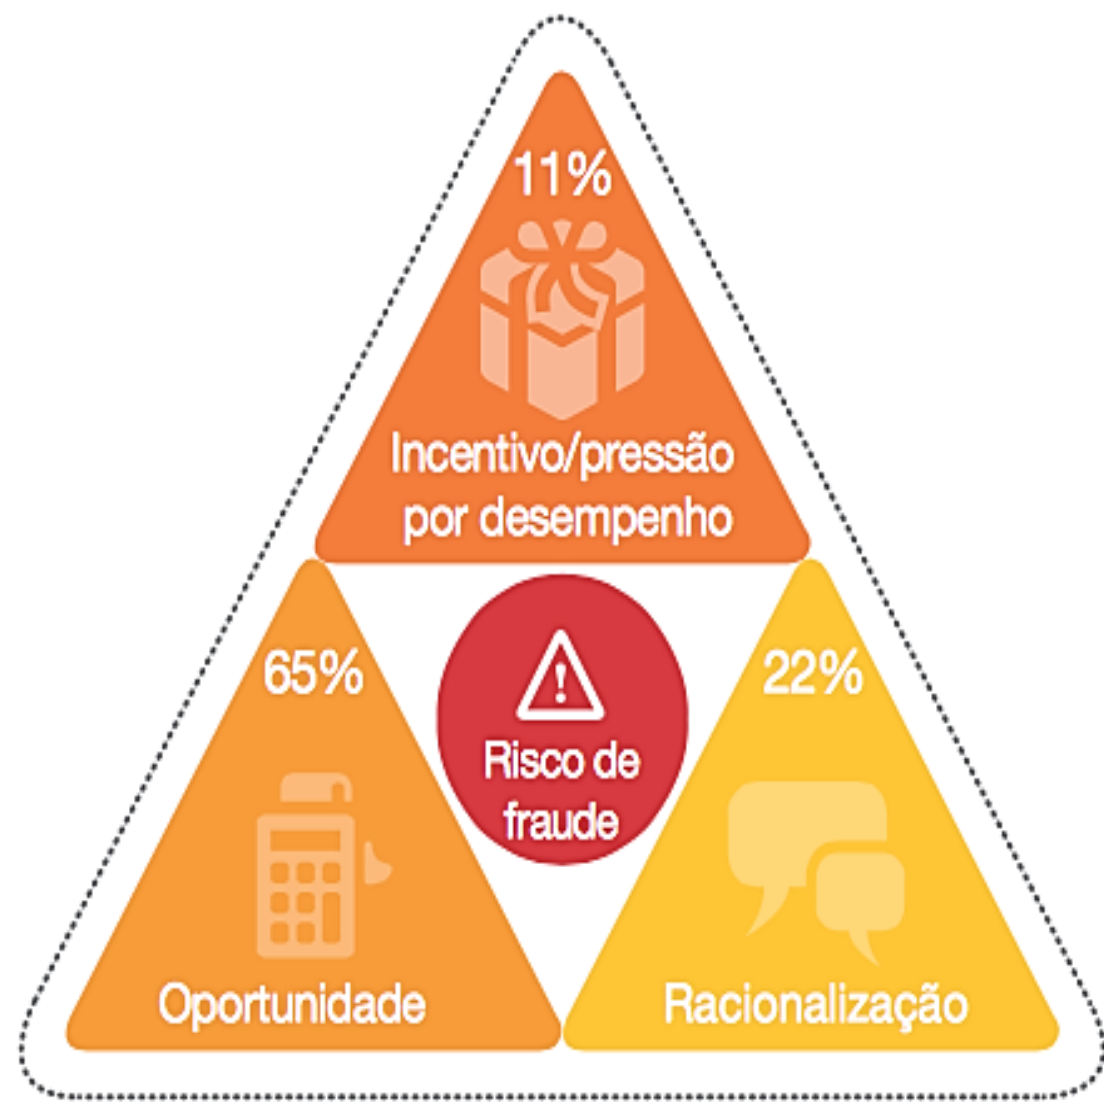 11%
Incentivo/pressão
por desempenho
65%
22%
Risco de
fraude
Oportunidade
Racionalização